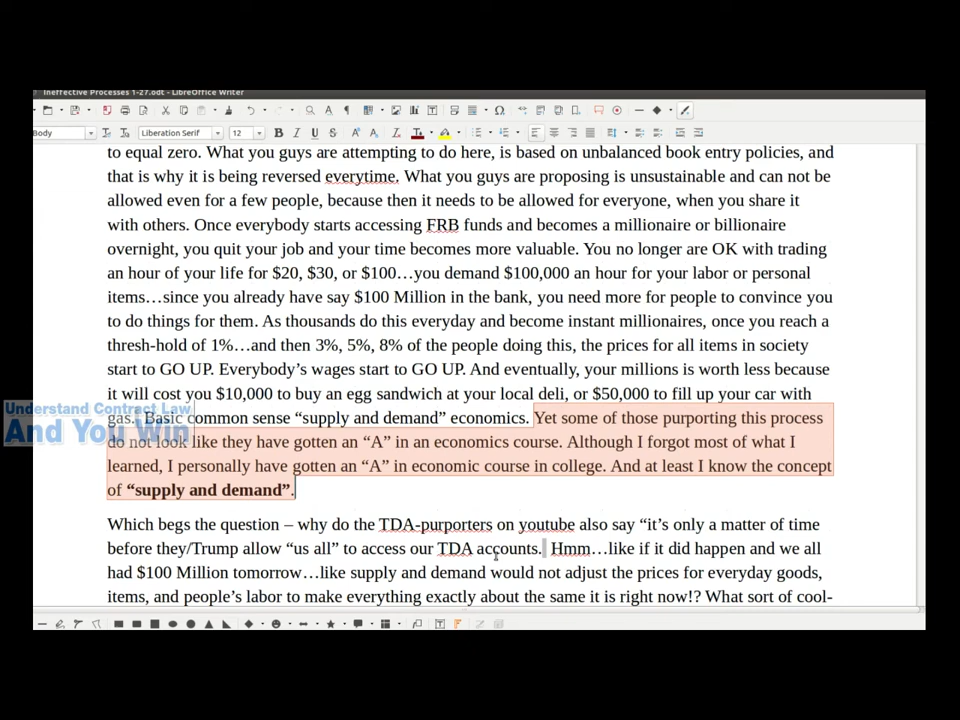 Ineffective Processes 1-27.odt - LibreOffice Writer
Body
Liberation Serif
12
to equal zero. What you guys are attempting to do here, is based on unbalanced book entry policies, and
that is why it is being reversed everytime. What you guys are proposing is unsustainable and can not be
allowed even for a few people, because then it needs to be allowed for everyone, when you share it
with others. Once everybody starts accessing FRB funds and becomes a millionaire or billionaire
overnight, you quit your job and your time becomes more valuable. You no longer are OK with trading
an hour of your life for $20, $30, or $100…you demand $100,000 an hour for your labor or personal
items…since you already have say $100 Million in the bank, you need more for people to convince you
to do things for them. As thousands do this everyday and become instant millionaires, once you reach a
thresh-hold of 1%…and then 3%, 5%, 8% of the people doing this, the prices for all items in society
start to GO UP. Everybody’s wages start to GO UP. And eventually, your millions is worth less because
it will cost you $10,000 to buy an egg sandwich at your local deli, or $50,000 to fill up your car with
gas. Basic common sense “supply and demand” economics. Yet some of those purporting this process
do not look like they have gotten an “A” in an economics course. Although I forgot most of what I
learned, I personally have gotten an “A” in economic course in college. And at least I know the concept
of “supply and demand”.
Which begs the question – why do the TDA-purporters on youtube also say “it’s only a matter of time
before they/Trump allow “us all” to access our TDA accounts. Hmm…like if it did happen and we all
had $100 Million tomorrow…like supply and demand would not adjust the prices for everyday goods,
items, and people’s labor to make everything exactly about the same it is right now!? What sort of cool-
Understand Contract Law
And You Win